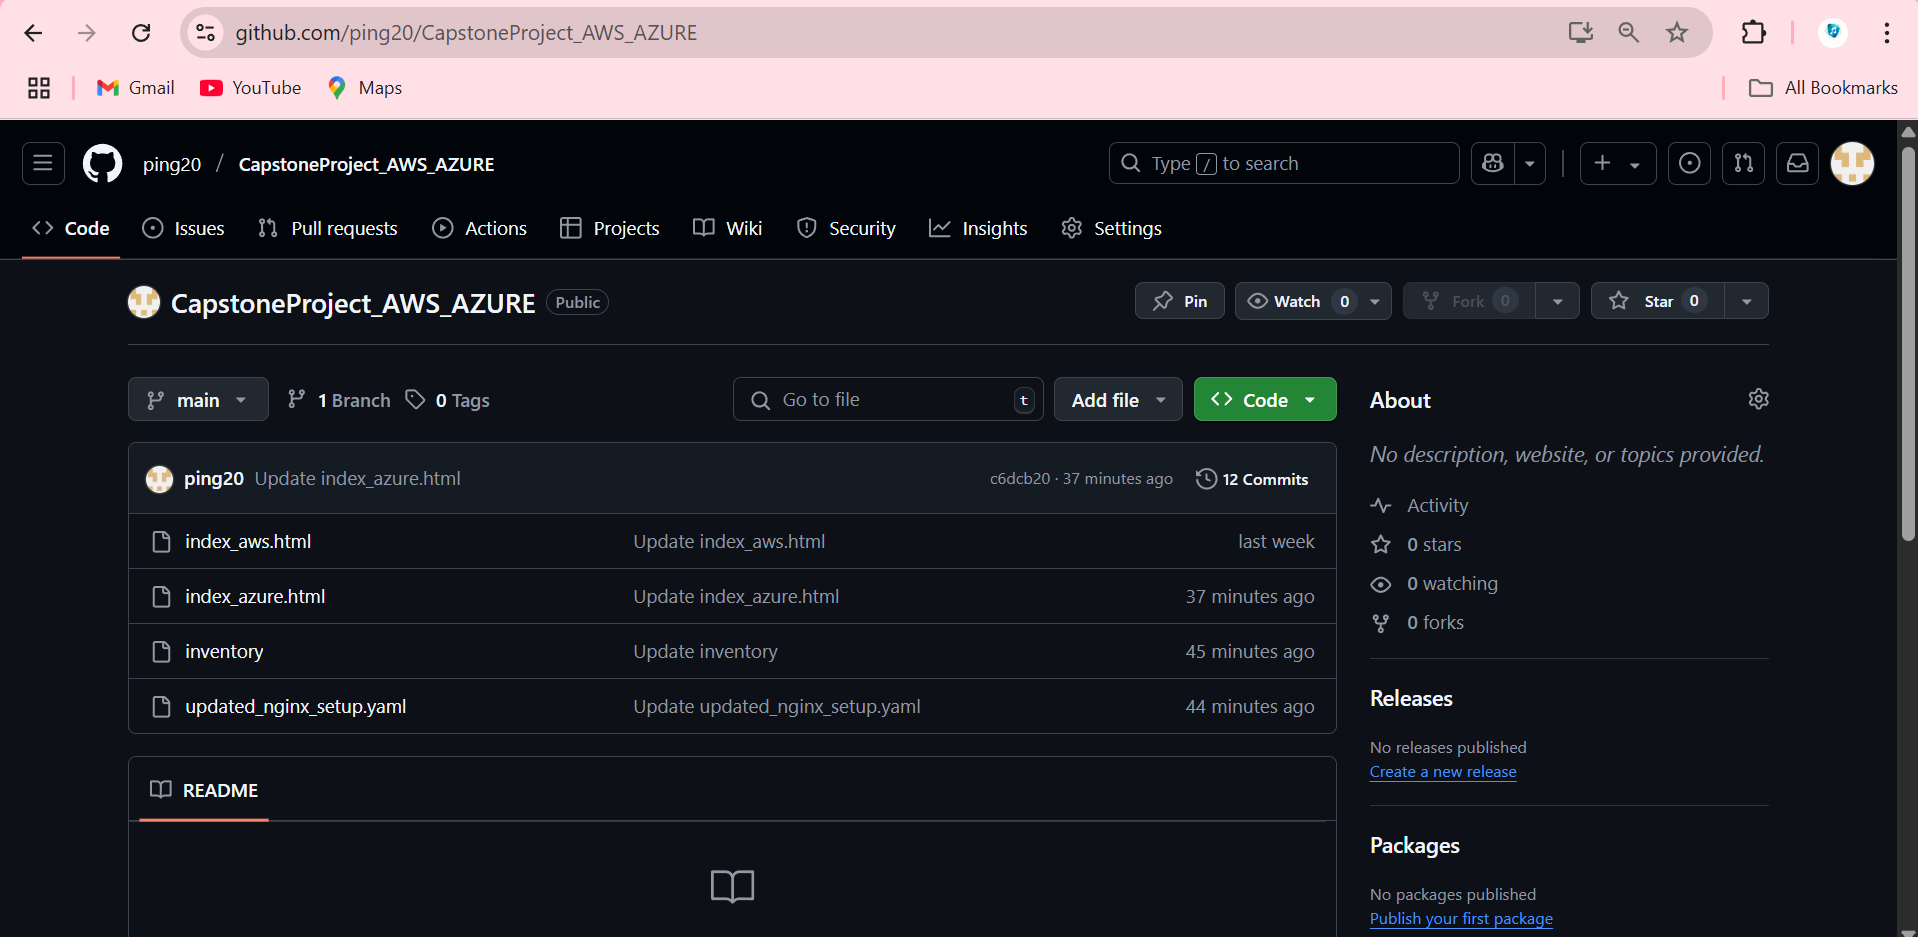 github.com/ping20/CapstoneProject_AWS_AZURE
Gmail YouTube Maps All Bookmarks
ping20 / CapstoneProject_AWS_AZURE Type / to search
Code Issues Pull requests Actions Projects Wiki Security Insights Settings
CapstoneProject_AWS_AZURE Public Pin Watch 0 Fork 0 Star 0
main 1 Branch 0 Tags Go to file t Add file Code
ping20 Update index_azure.html c6dcb20 · 37 minutes ago 12 Commits
index_aws.html Update index_aws.html last week
index_azure.html Update index_azure.html 37 minutes ago
inventory Update inventory 45 minutes ago
updated_nginx_setup.yaml Update updated_nginx_setup.yaml 44 minutes ago
README
About
No description, website, or topics provided.
Activity
0 stars
0 watching
0 forks
Releases
No releases published
Create a new release
Packages
No packages published
Publish your first package